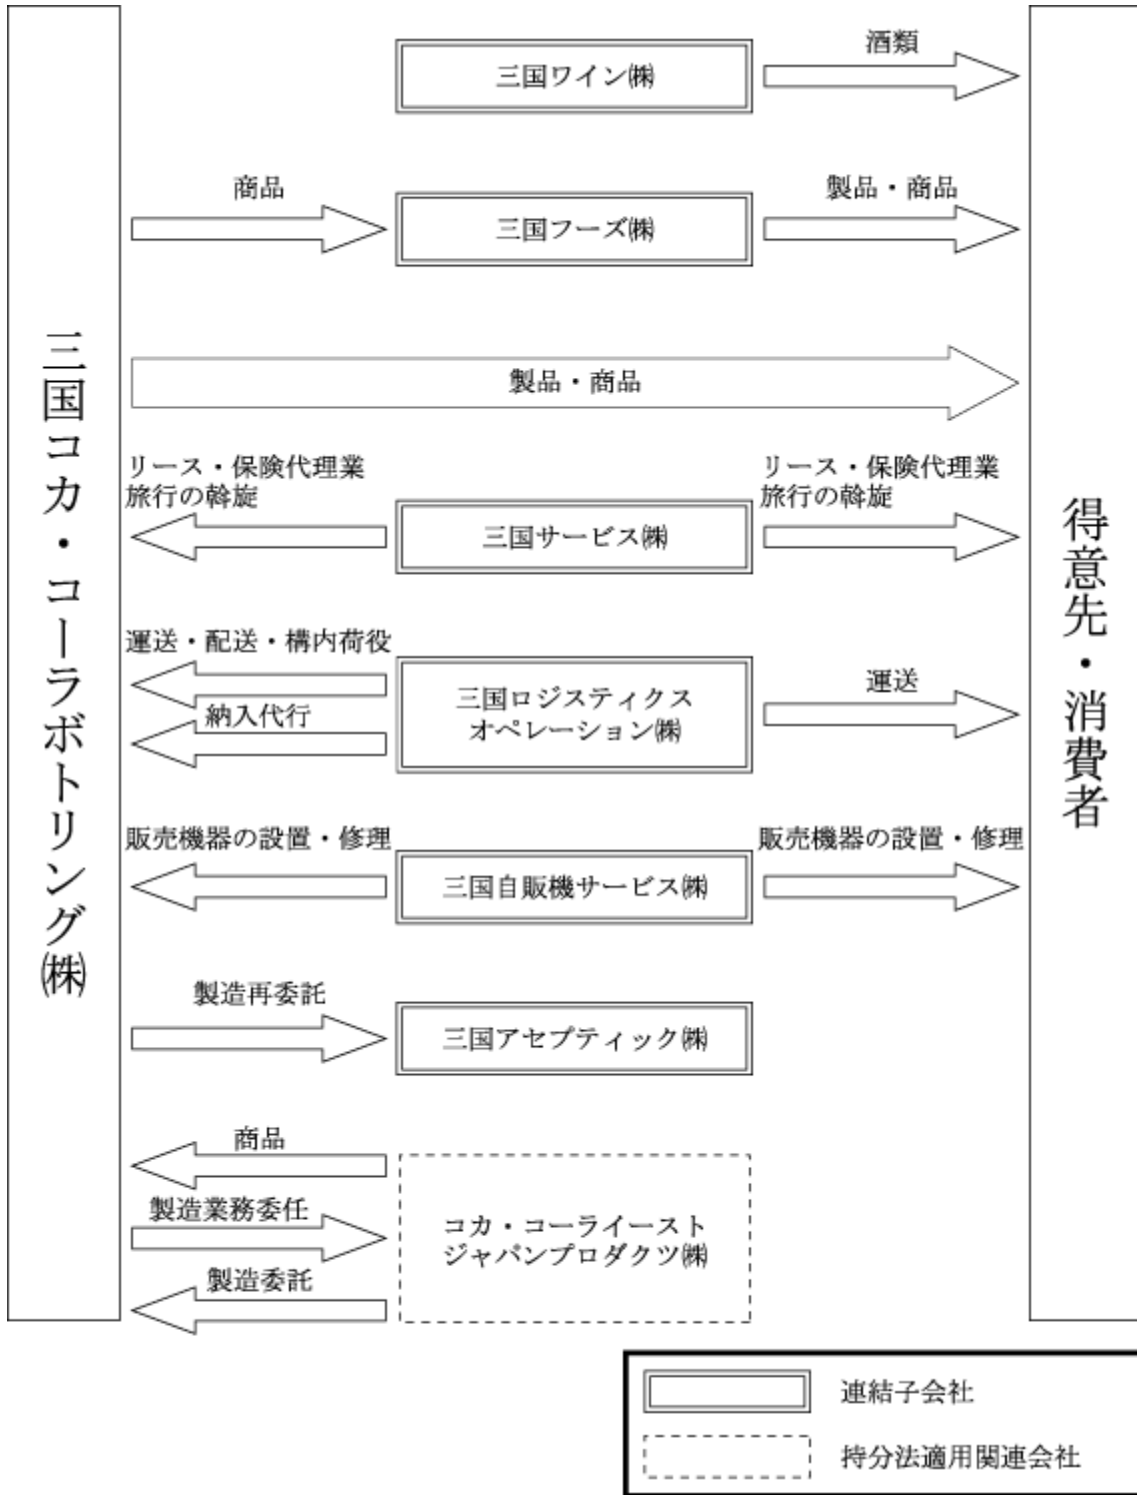 三国コカ・コーラボトリング㈱
酒類
三国ワイン㈱
商品
製品・商品
三国フーズ㈱
製品・商品
リース・保険代理業
旅行の斡旋
リース・保険代理業
旅行の斡旋
三国サービス㈱
運送・配送・構内荷役
納入代行
三国ロジスティクス
オペレーション㈱
運送
販売機器の設置・修理
販売機器の設置・修理
三国自販機サービス㈱
製造再委託
三国アセプティック㈱
商品
製造業務委任
製造委託
コカ・コーライースト
ジャパンプロダクツ㈱
得意先・消費者
連結子会社
持分法適用関連会社